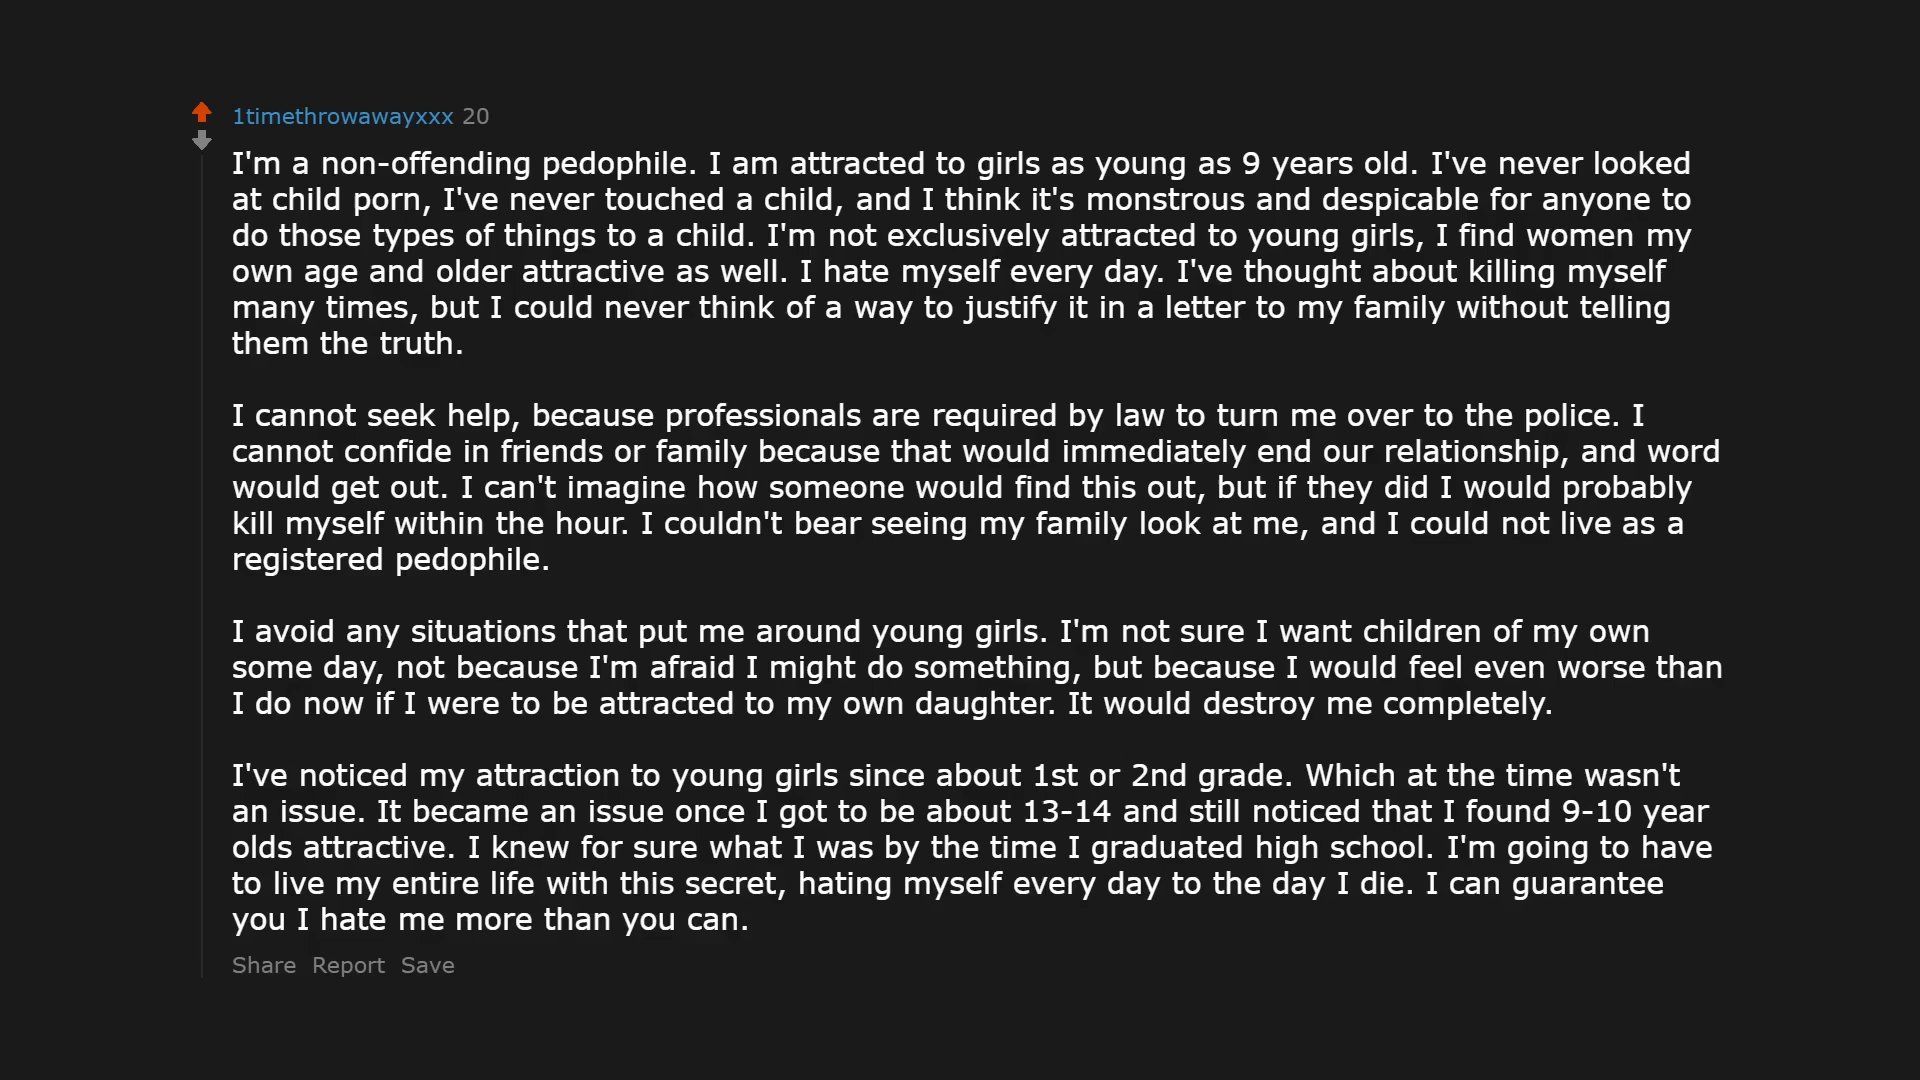 1timethrowawayxxx 20
I'm a non-offending pedophile. I am attracted to girls as young as 9 years old. I've never looked
at child porn, I've never touched a child, and I think it's monstrous and despicable for anyone to
do those types of things to a child. I'm not exclusively attracted to young girls, I find women my
own age and older attractive as well. I hate myself every day. I've thought about killing myself
many times, but I could never think of a way to justify it in a letter to my family without telling
them the truth.
I cannot seek help, because professionals are required by law to turn me over to the police. I
cannot confide in friends or family because that would immediately end our relationship, and word
would get out. I can't imagine how someone would find this out, but if they did I would probably
kill myself within the hour. I couldn't bear seeing my family look at me, and I could not live as a
registered pedophile.
I avoid any situations that put me around young girls. I'm not sure I want children of my own
some day, not because I'm afraid I might do something, but because I would feel even worse than
I do now if I were to be attracted to my own daughter. It would destroy me completely.
I've noticed my attraction to young girls since about 1st or 2nd grade. Which at the time wasn't
an issue. It became an issue once I got to be about 13-14 and still noticed that I found 9-10 year
olds attractive. I knew for sure what I was by the time I graduated high school. I'm going to have
to live my entire life with this secret, hating myself every day to the day I die. I can guarantee
you I hate me more than you can.
Share Report Save